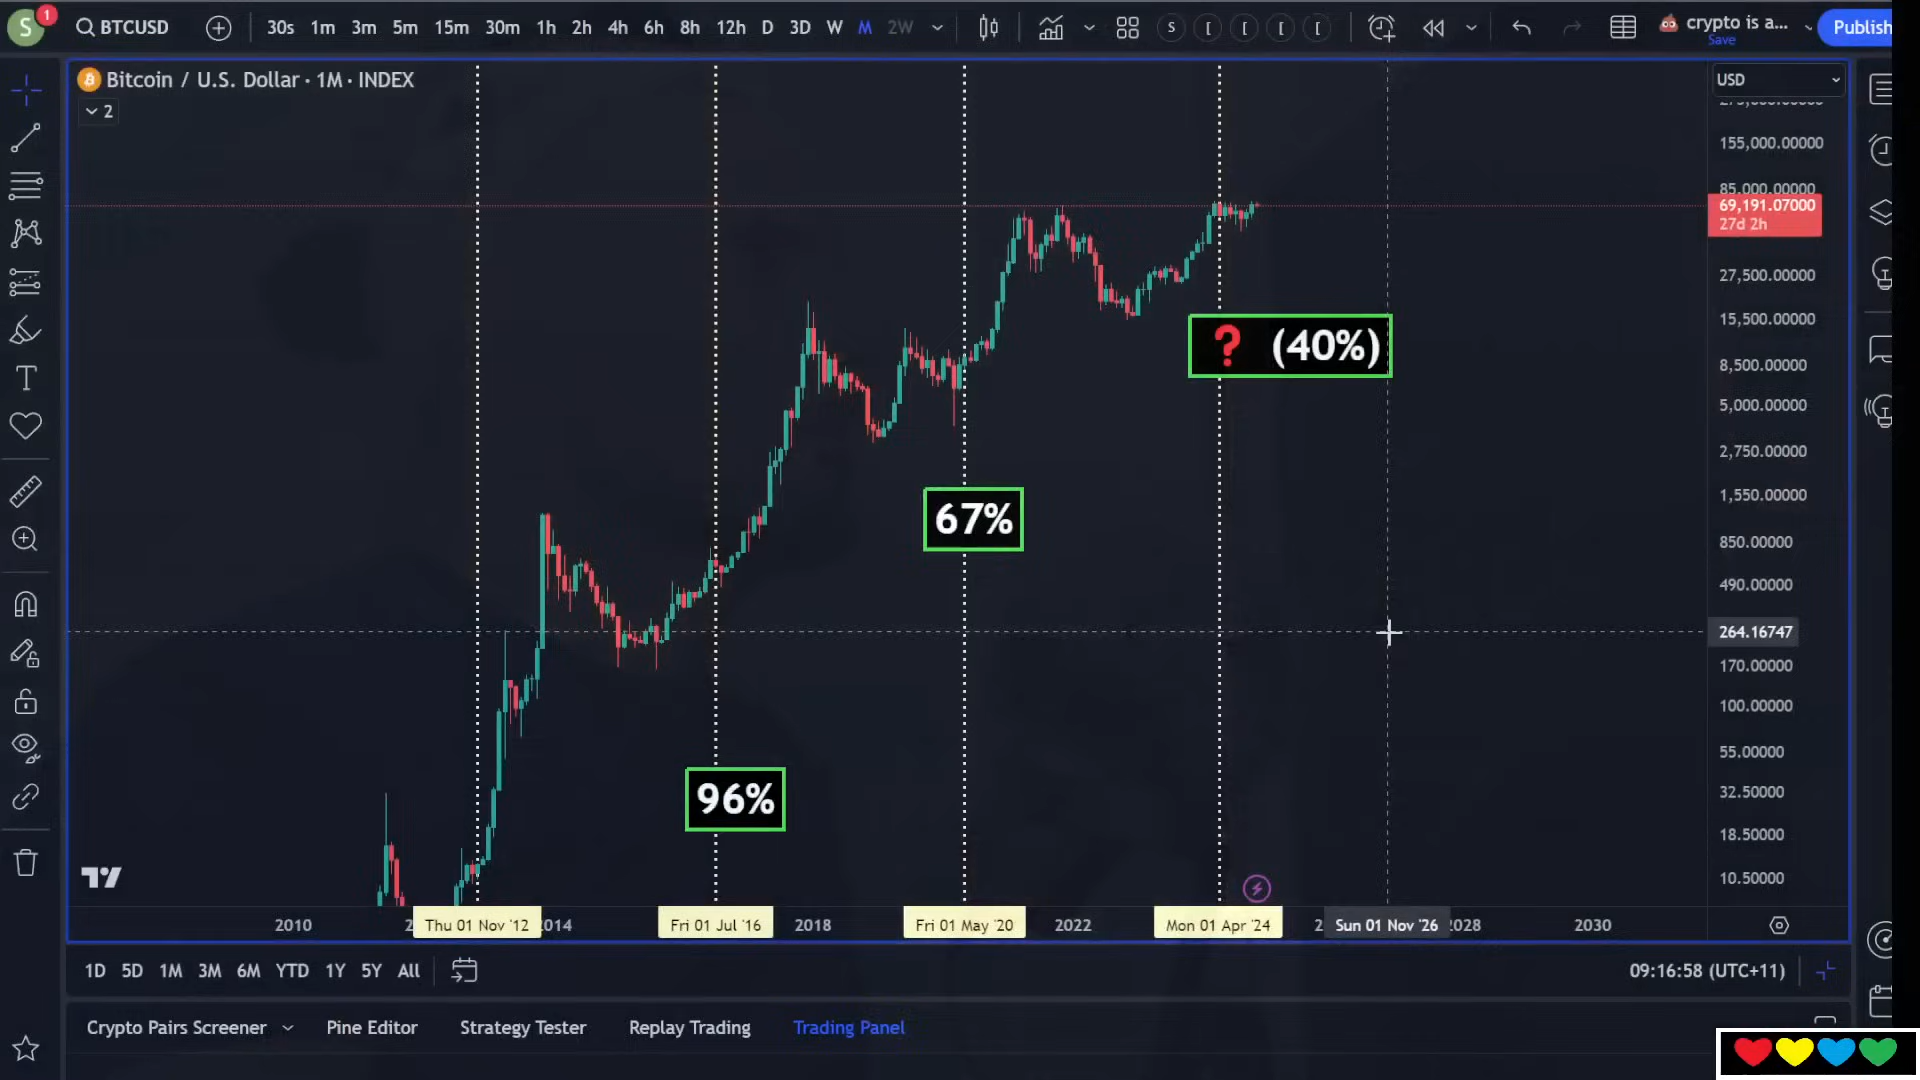 S
1
BTCUSD
30s 1m 3m 5m 15m 30m 1h 2h 4h 6h 8h 12h D 3D W M 2W
S [ [ [ [
crypto is a...
Save
Publish
Bitcoin / U.S. Dollar · 1M · INDEX
2
USD
155,000.00000
85,000.00000
69,191.07000
27d 2h
27,500.00000
15,500.00000
8,500.00000
5,000.00000
2,750.00000
1,550.00000
850.00000
490.00000
264.16747
170.00000
100.00000
55.00000
32.50000
18.50000
10.50000
? (40%)
67%
96%
2010
Thu 01 Nov '12
Fri 01 Jul '16
2018
Fri 01 May '20
2022
Mon 01 Apr '24
Sun 01 Nov '26
2030
1D 5D 1M 3M 6M YTD 1Y 5Y All
09:16:58 (UTC+11)
Crypto Pairs Screener Pine Editor Strategy Tester Replay Trading Trading Panel